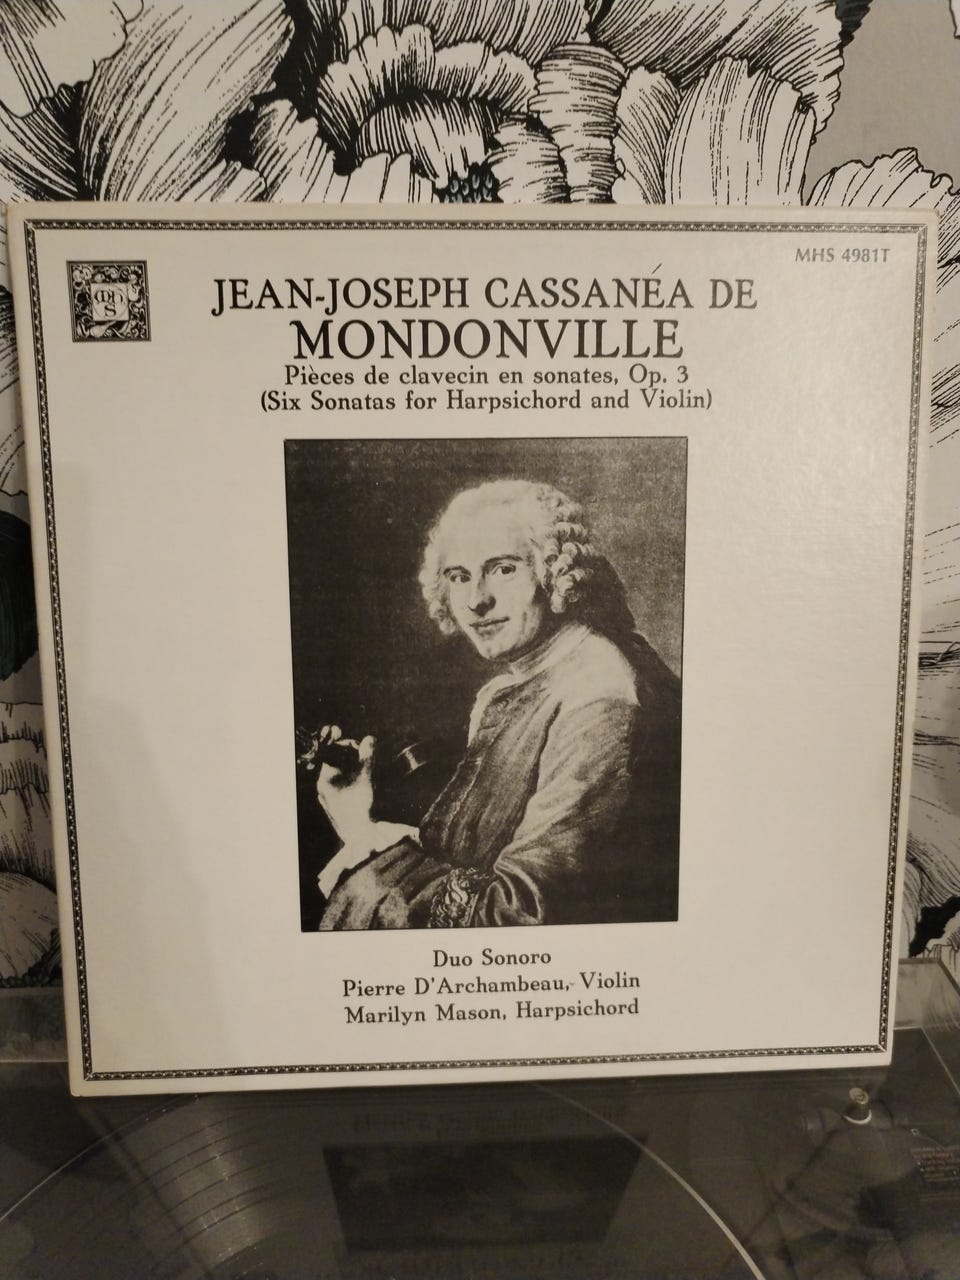 MHS 4981T
MHS
JEAN-JOSEPH CASSANÉA DE
MONDONVILLE
Pièces de clavecin en sonates, Op. 3
(Six Sonatas for Harpsichord and Violin)
Duo Sonoro
Pierre D'Archambeau, Violin
Marilyn Mason, Harpsichord